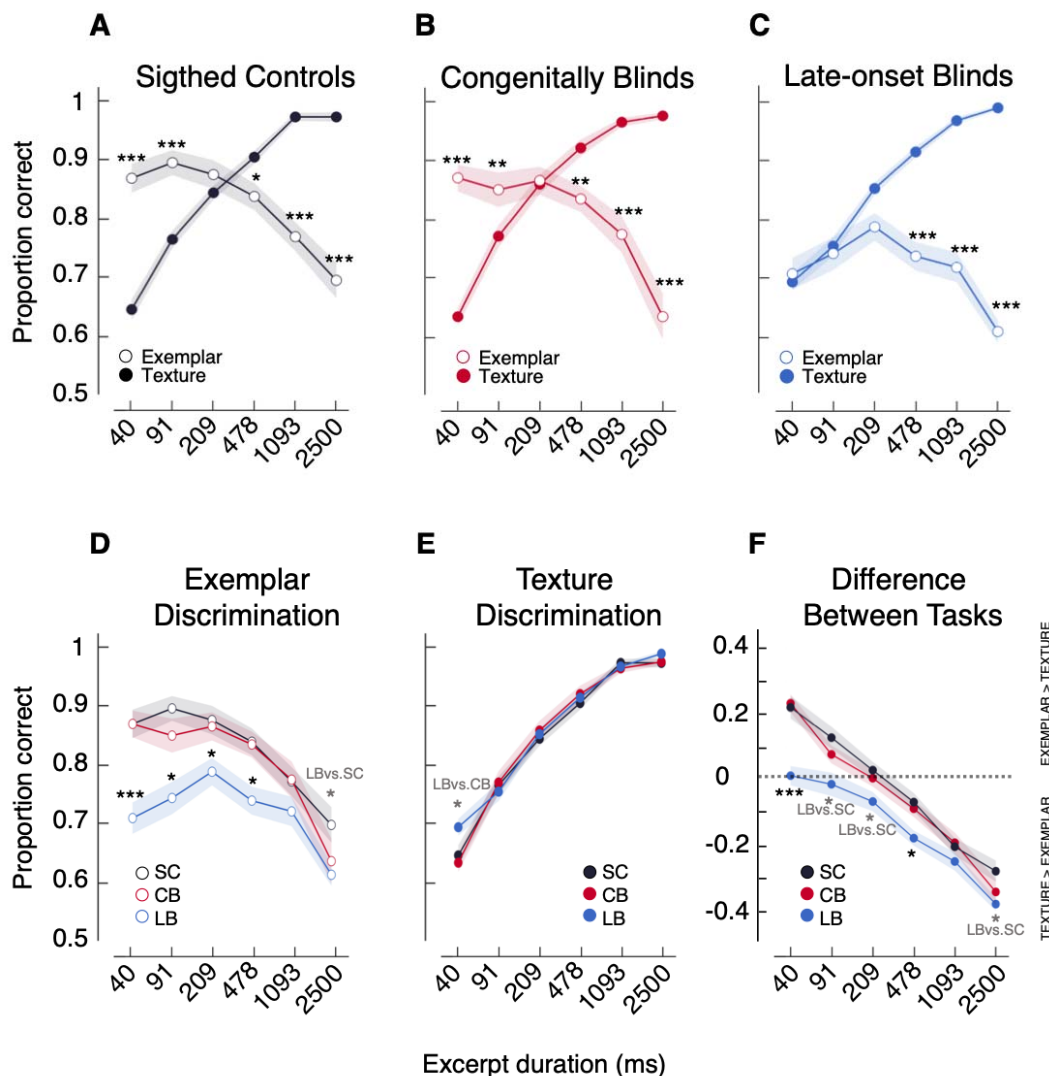 A
Sigthed Controls
Proportion correct
1
0.9
0.8
0.7
0.6
0.5
***
***
*
***
***
Exemplar
Texture
40
91
209
478
1093
2500
B
Congenitally Blinds
***
**
**
***
***
Exemplar
Texture
40
91
209
478
1093
2500
C
Late-onset Blinds
***
***
***
Exemplar
Texture
40
91
209
478
1093
2500
D
Exemplar
Discrimination
Proportion correct
1
0.9
0.8
0.7
0.6
0.5
***
*
*
*
LBvs.SC
*
SC
CB
LB
40
91
209
478
1093
2500
E
Texture
Discrimination
LBvs.CB
*
SC
CB
LB
40
91
209
478
1093
2500
F
Difference
Between Tasks
0.4
0.2
0
-0.2
-0.4
***
*
LBvs.SC
*
LBvs.SC
*
*
LBvs.SC
SC
CB
LB
EXEMPLAR > TEXTURE
TEXTURE > EXEMPLAR
40
91
209
478
1093
2500
Excerpt duration (ms)